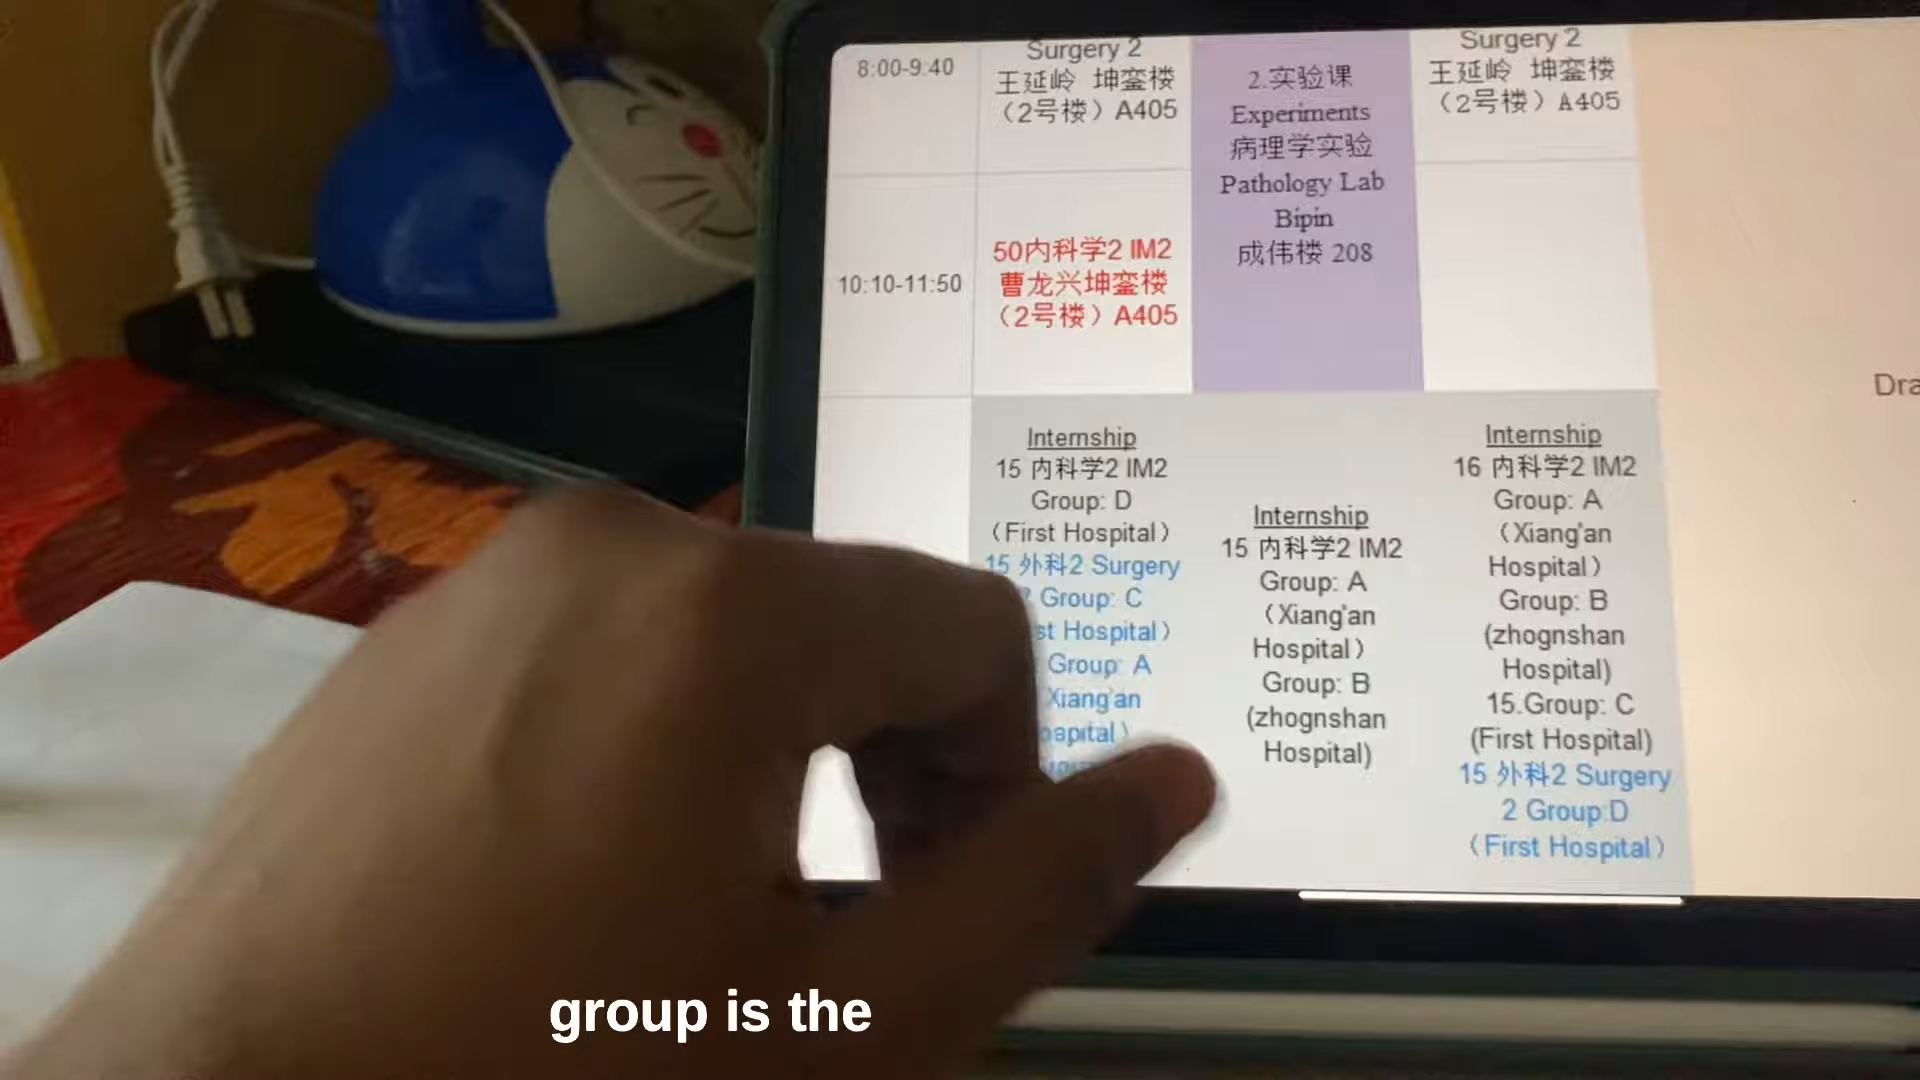 8:00-9:40
Surgery 2
王延岭 坤銮楼
（2号楼）A405
2.实验课
Experiments
病理学实验
Pathology Lab
Bipin
成伟楼 208
Surgery 2
王延岭 坤銮楼
（2号楼）A405
10:10-11:50
50内科学2 IM2
曹龙兴坤銮楼
（2号楼）A405
Internship
15 内科学2 IM2
Group: D
（First Hospital）
15 外科2 Surgery
Group: C
Hospital）
Group: A
Xiang'an
Internship
15 内科学2 IM2
Group: A
（Xiang'an
Hospital）
Group: B
(zhognshan
Hospital)
Internship
16 内科学2 IM2
Group: A
（Xiang'an
Hospital）
Group: B
(zhognshan
Hospital)
15.Group: C
(First Hospital)
15 外科2 Surgery
2 Group:D
（First Hospital）
group is the